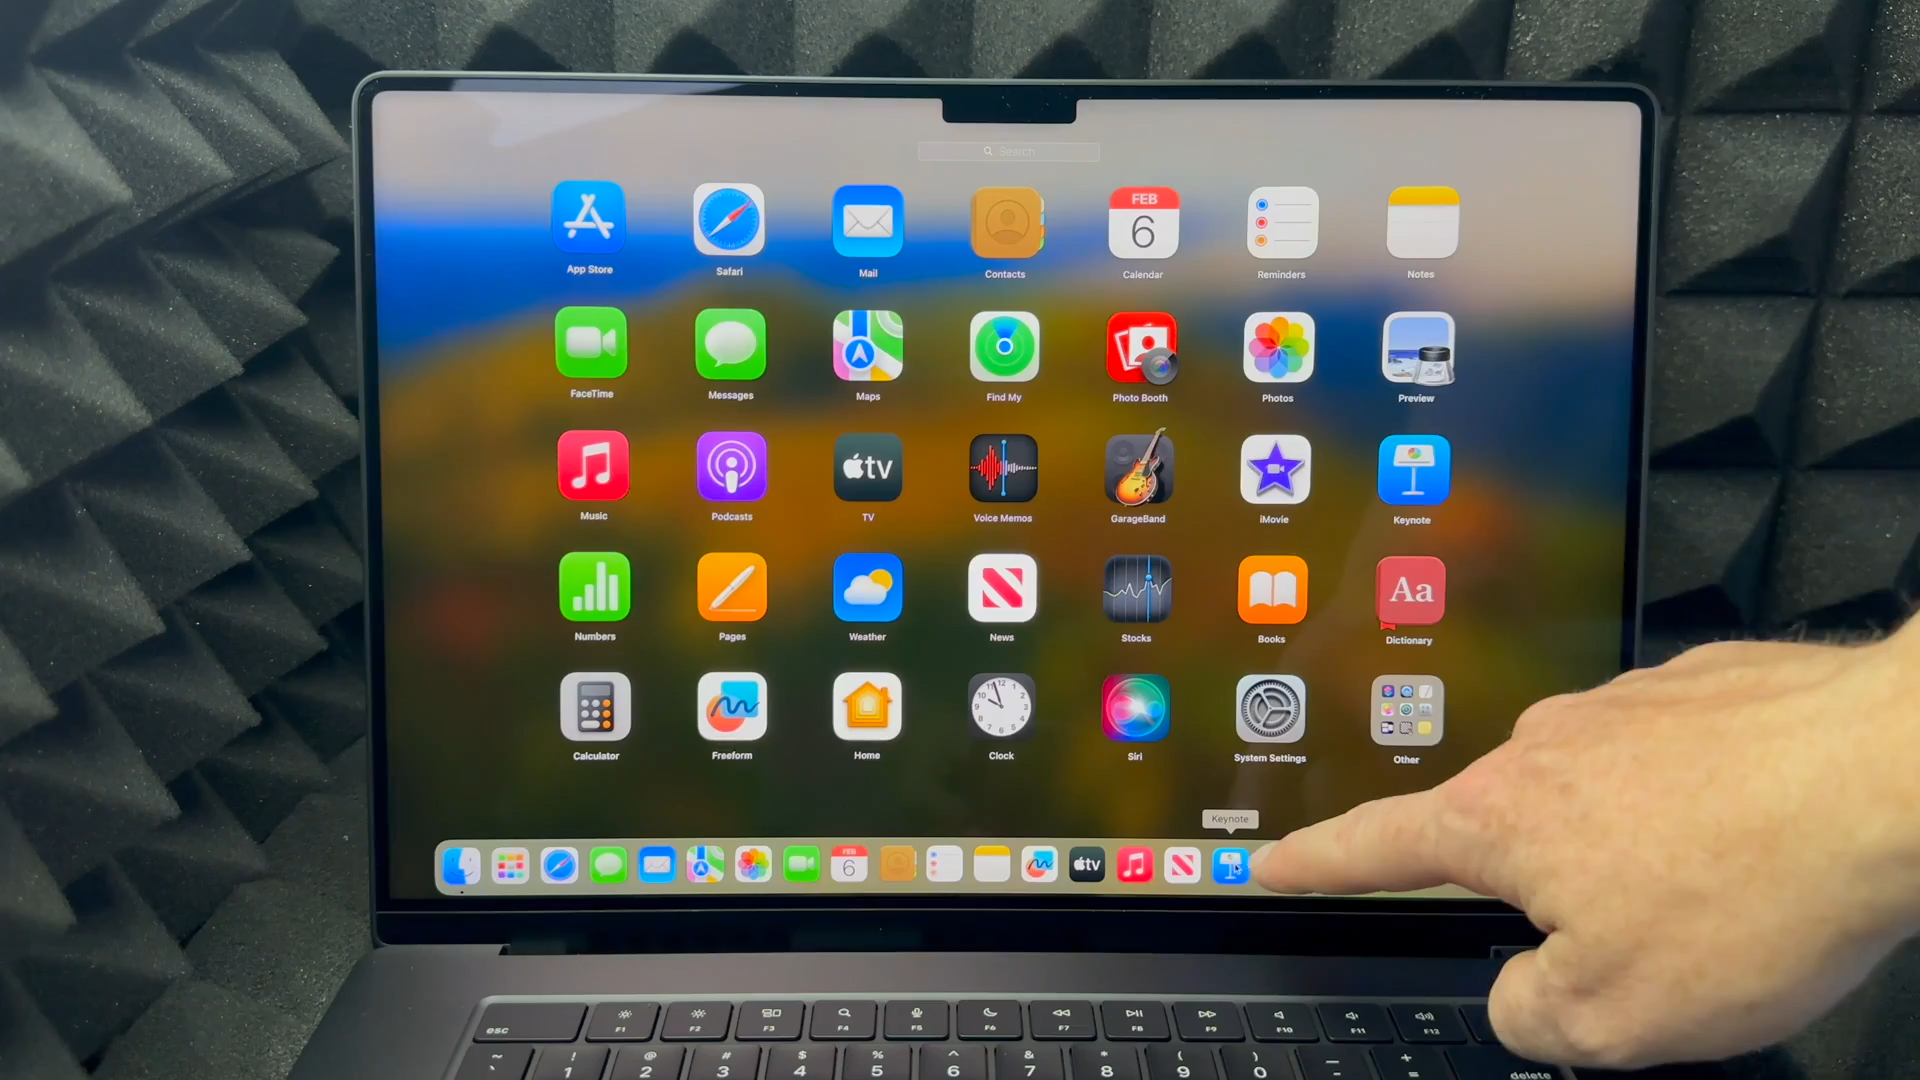 Search
FEB
6
App Store Safari Mail Contacts Calendar Reminders Notes
FaceTime Messages Maps Find My Photo Booth Photos Preview
tv
Music Podcasts TV Voice Memos GarageBand iMovie Keynote
Aa
Numbers Pages Weather News Stocks Books Dictionary
Calculator Freeform Home Clock Siri System Settings Other
Keynote
FEB
6
tv
esc F1 F2 F3 F4 F5 F6 F7 F8 F9 F10 F11 F12
~ ! @ # $ % ^ & * ( ) — +
` 1 2 3 4 5 6 7 8 9 0 - = delete